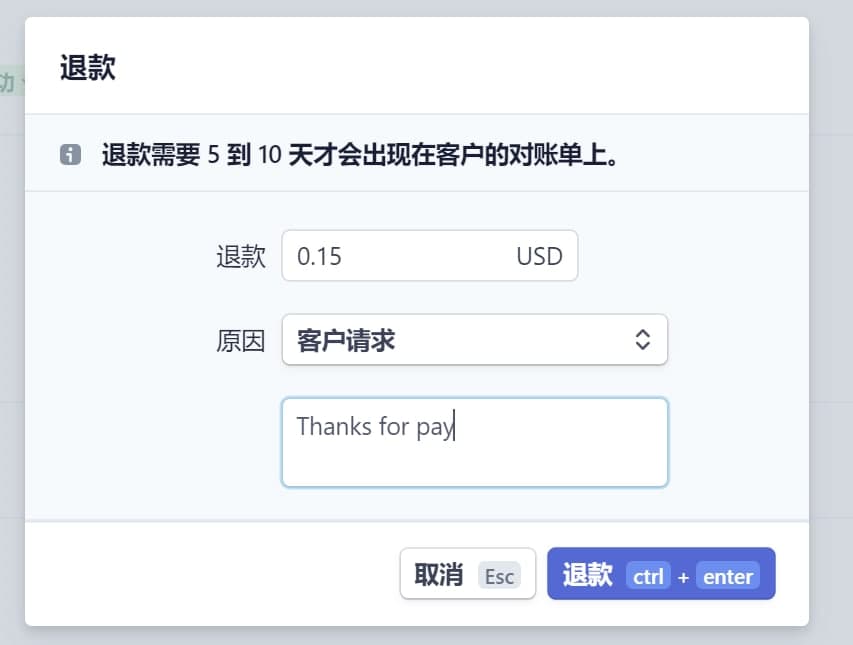 退款
功
退款需要 5 到 10 天才会出现在客户的对账单上。
退款 0.15 USD
原因 客户请求
Thanks for pay
取消 Esc 退款 ctrl + enter